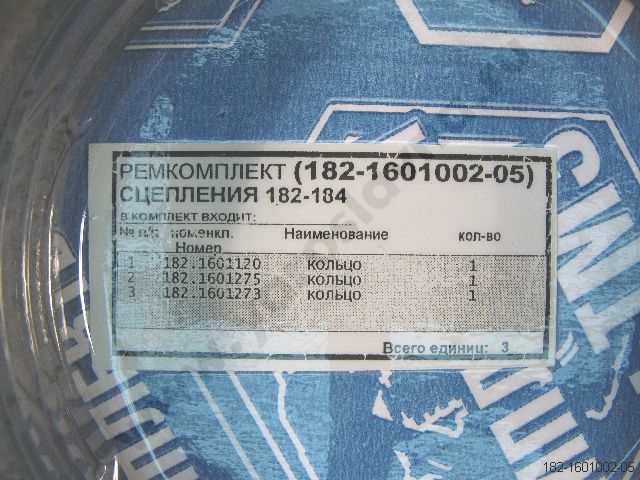 РЕМКОМПЛЕКТ (182-1601002-05)
СЦЕПЛЕНИЯ 182-184
В КОМПЛЕКТ ВХОДИТ:
№ п/п номенкл. Номер Наименование кол-во
1 182.1601120 КОЛЬЦО 1
2 182.1601275 КОЛЬЦО 1
3 182.1601273 КОЛЬЦО 1
Всего единиц: 3
182-1601002-05